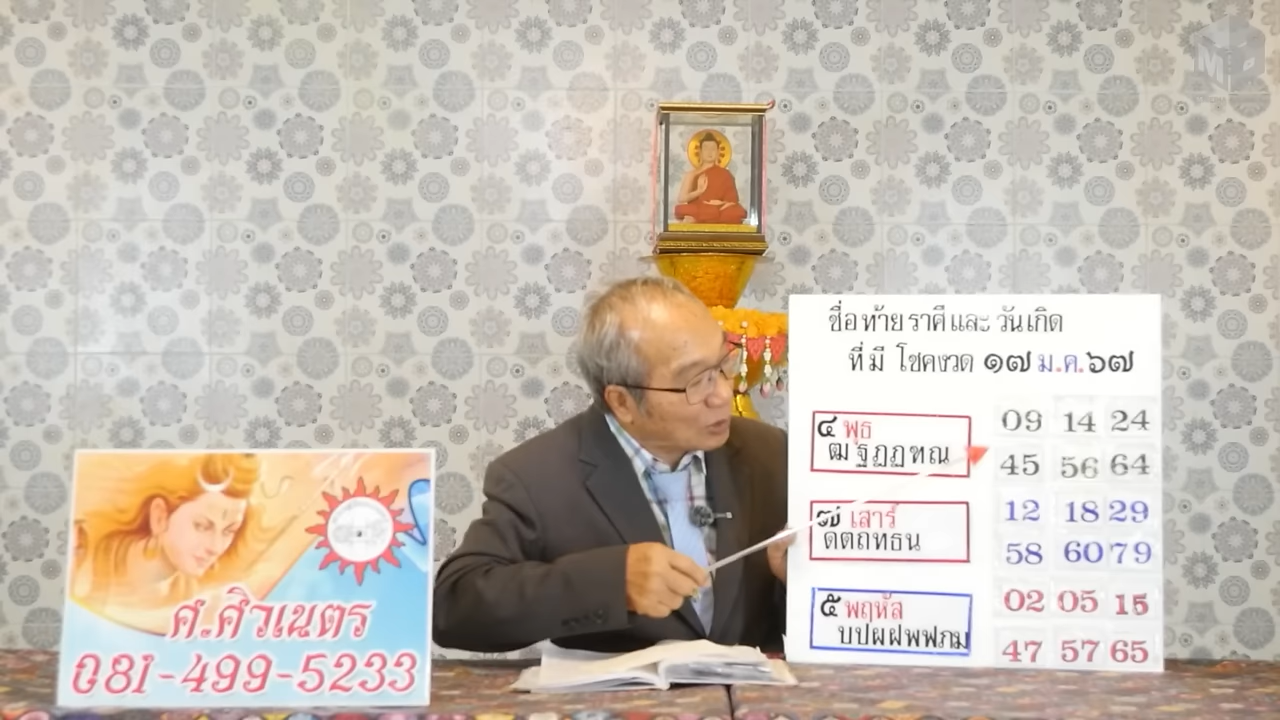 ชื่อท้ายราศีและ วันเกิด
ที่มี โชคงวด ๑๗ ม.ค.๖๗
๔ พุธ
ฒ ฐฎฏฑณ
09 14 24
45 56 64
๗ เสาร์
ดตถทธน
12 18 29
58 60 79
๕ พฤหัส
บปผฝพฟภม
02 05 15
47 57 65
ศ.ศิวเนตร
081-499-5233